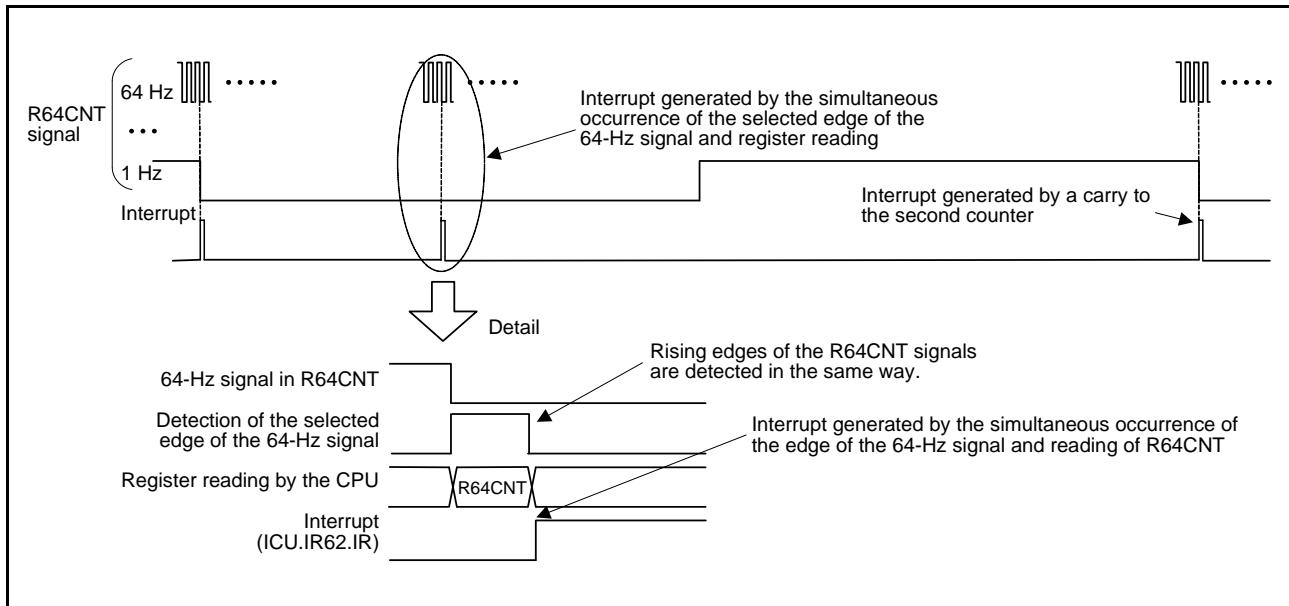 64 Hz
R64CNT
signal
1 Hz
Interrupt generated by the simultaneous
occurrence of the selected edge of the
64-Hz signal and register reading
Interrupt
Interrupt generated by a carry to
the second counter
Detail
64-Hz signal in R64CNT
Rising edges of the R64CNT signals
are detected in the same way.
Detection of the selected
edge of the 64-Hz signal
Interrupt generated by the simultaneous occurrence of
the edge of the 64-Hz signal and reading of R64CNT
Register reading by the CPU
R64CNT
Interrupt
(ICU.IR62.IR)